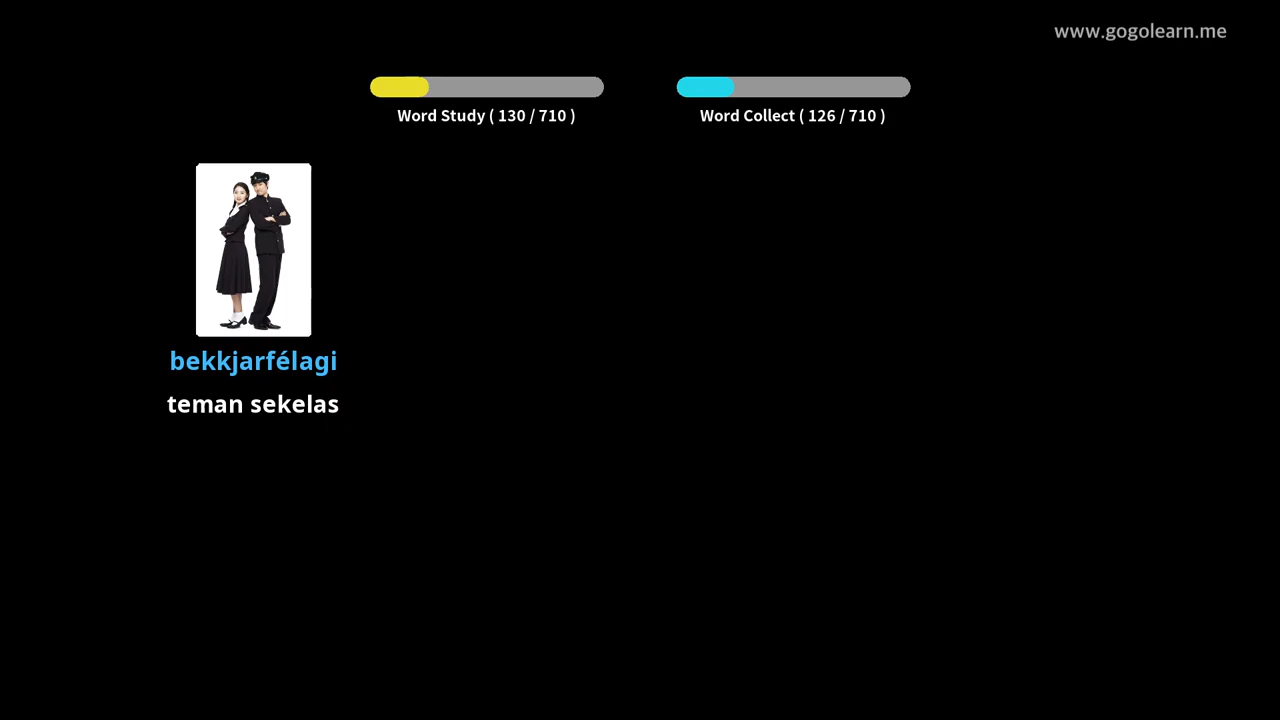 www.gogolearn.me
Word Study ( 130 / 710 )
Word Collect ( 126 / 710 )
bekkjarfélagi
teman sekelas